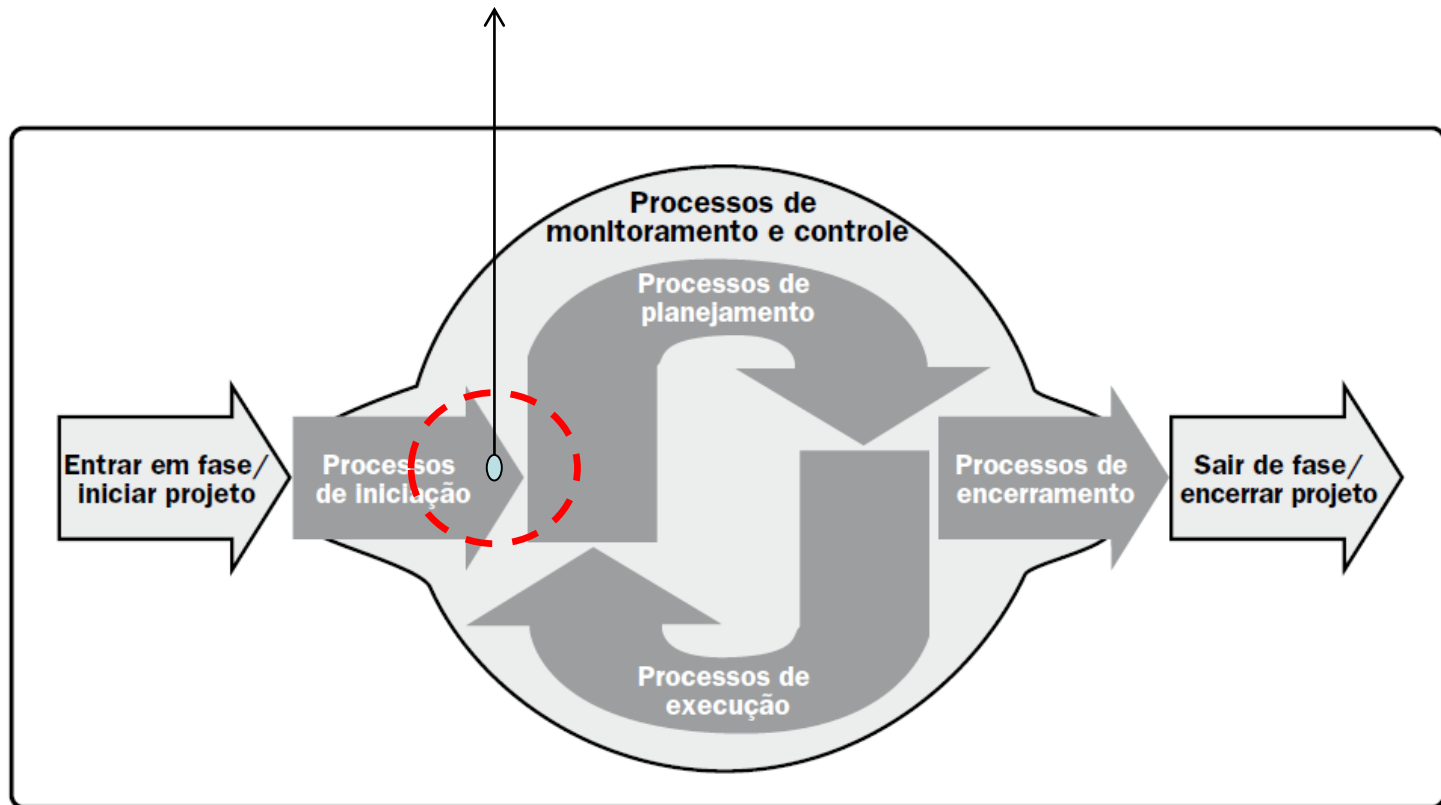 Processos de
monitoramento e controle
Processos de
planejamento
Entrar em fase/
iniciar projeto
Processos
de iniciação
Processos de
encerramento
Sair de fase/
encerrar projeto
Processos de
execução